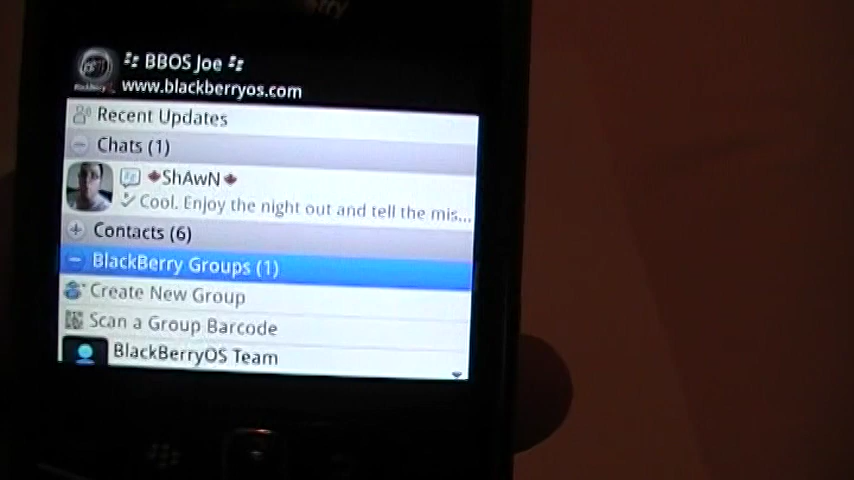 BBOS Joe
www.blackberryos.com
Recent Updates
Chats (1)
ShAwN
Cool. Enjoy the night out and tell the mis...
Contacts (6)
BlackBerry Groups (1)
Create New Group
Scan a Group Barcode
BlackBerryOS Team